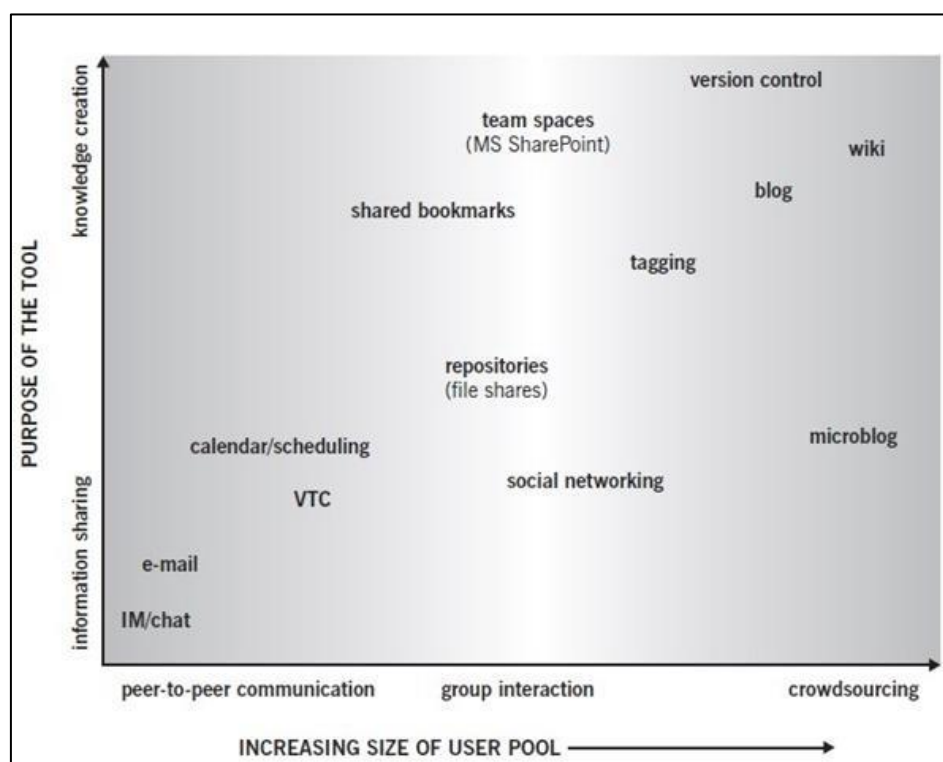 version control
team spaces
(MS SharePoint)
wiki
blog
shared bookmarks
tagging
repositories
(file shares)
microblog
calendar/scheduling
social networking
VTC
e-mail
IM/chat
knowledge creation
PURPOSE OF THE TOOL
information sharing
peer-to-peer communication
group interaction
crowdsourcing
INCREASING SIZE OF USER POOL